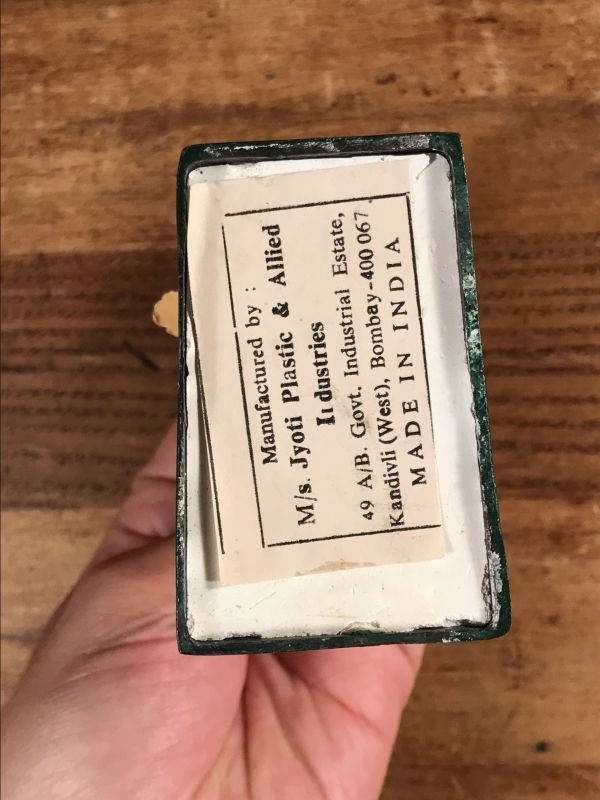 Manufactured by :
M/s. Jyoti Plastic & Allied
Industries
49 A/B. Govt. Industrial Estate,
Kandivli (West), Bombay-400 067.
MADE IN INDIA